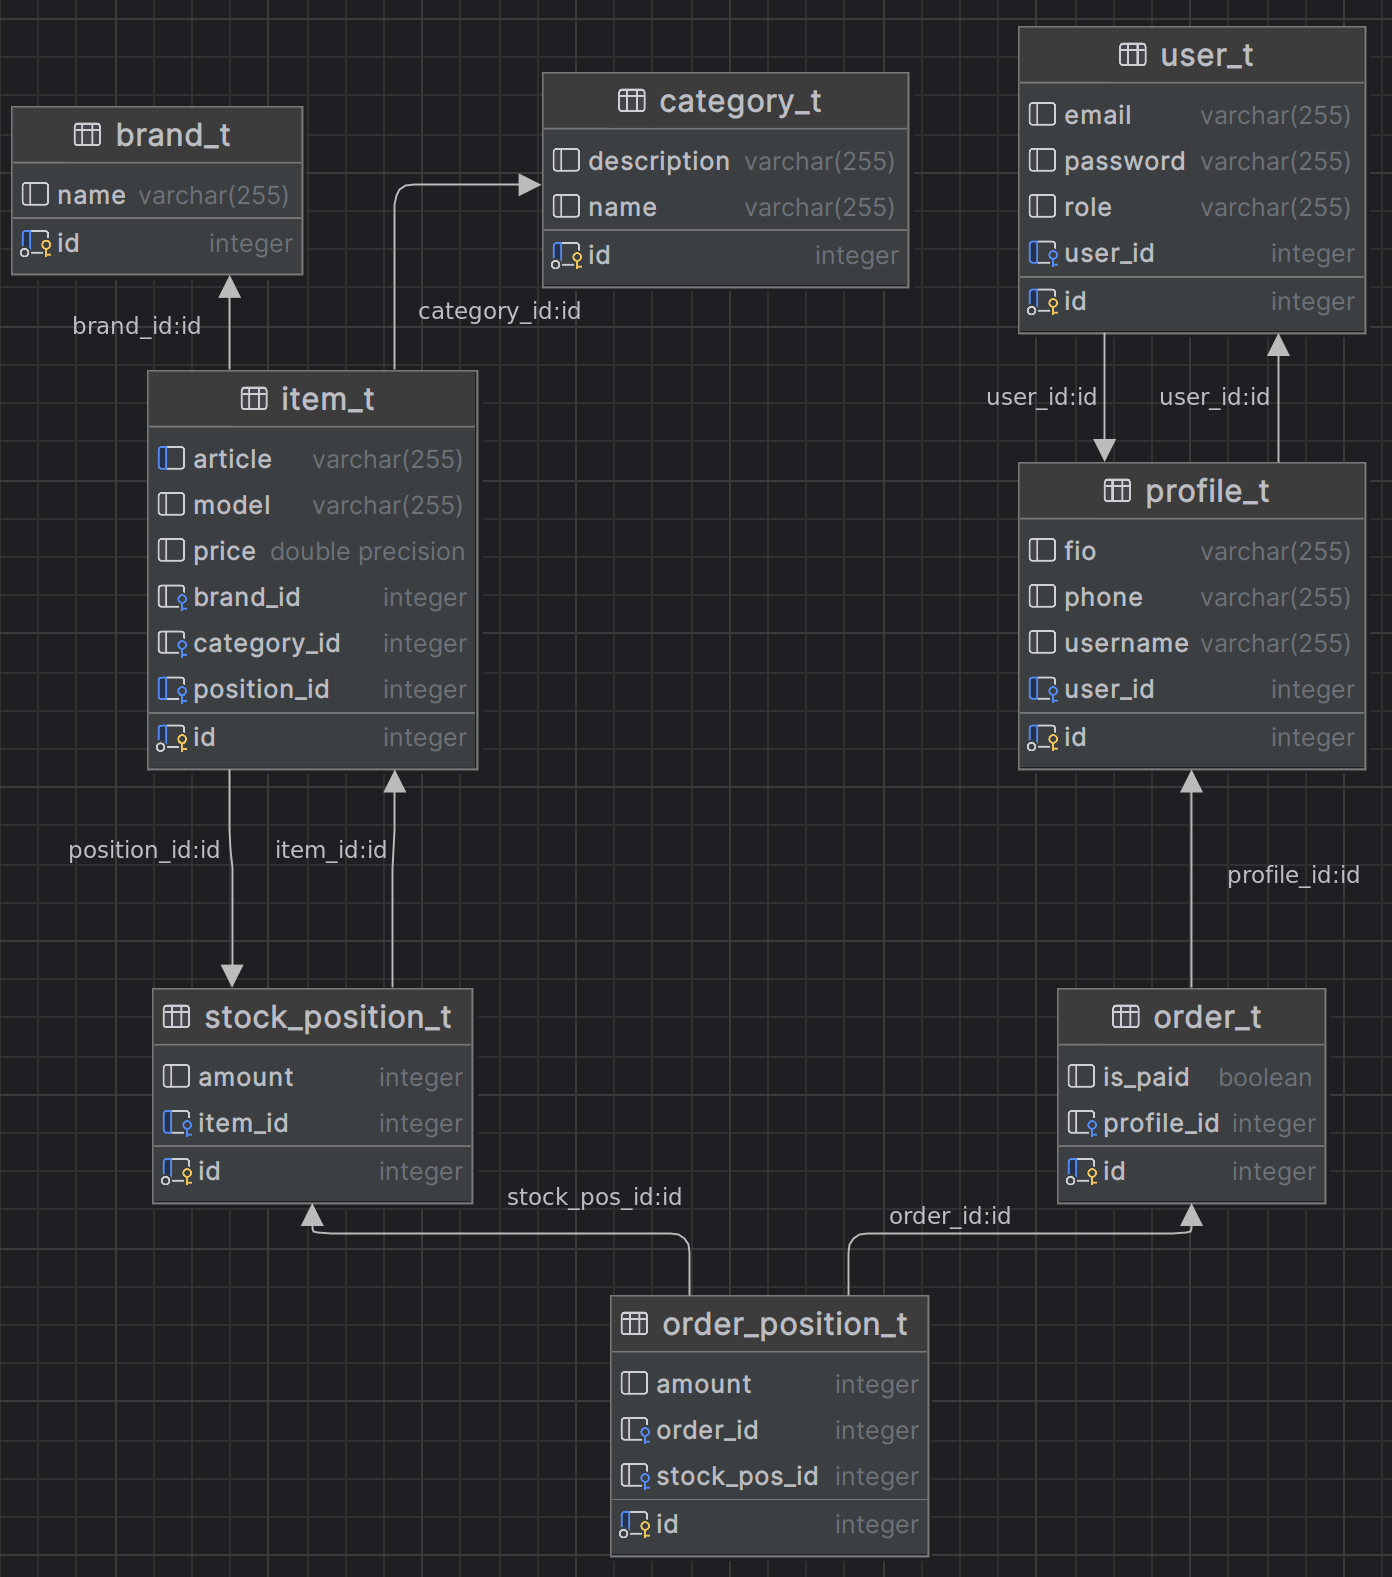 brand_t
name varchar(255)
id integer
category_t
description varchar(255)
name varchar(255)
id integer
user_t
email varchar(255)
password varchar(255)
role varchar(255)
user_id integer
id integer
brand_id:id
category_id:id
user_id:id
user_id:id
item_t
article varchar(255)
model varchar(255)
price double precision
brand_id integer
category_id integer
position_id integer
id integer
profile_t
fio varchar(255)
phone varchar(255)
username varchar(255)
user_id integer
id integer
position_id:id
item_id:id
profile_id:id
stock_position_t
amount integer
item_id integer
id integer
order_t
is_paid boolean
profile_id integer
id integer
stock_pos_id:id
order_id:id
order_position_t
amount integer
order_id integer
stock_pos_id integer
id integer